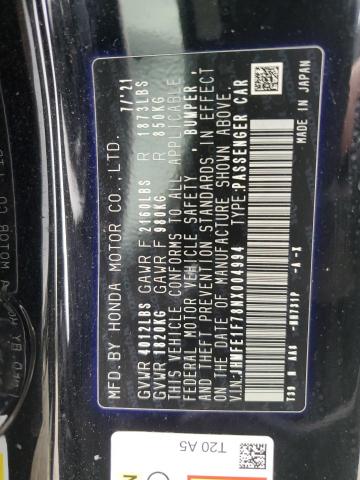 MFD.BY HONDA MOTOR CO.,LTD. 7/'21
GVWR 4012LBS GAWR F 2160LBS R 1873LBS
GVWR 1820KG GAWR F 980KG R 850KG
THIS VEHICLE CONFORMS TO ALL APPLICABLE
FEDERAL MOTOR VEHICLE SAFETY, BUMPER,
AND THEFT PREVENTION STANDARDS IN EFFECT
ON THE DATE OF MANUFACTURE SHOWN ABOVE.
V.I.N:JHMFE1F78MX004994 TYPE:PASSENGER CAR
MADE IN JAPAN
T20 A5